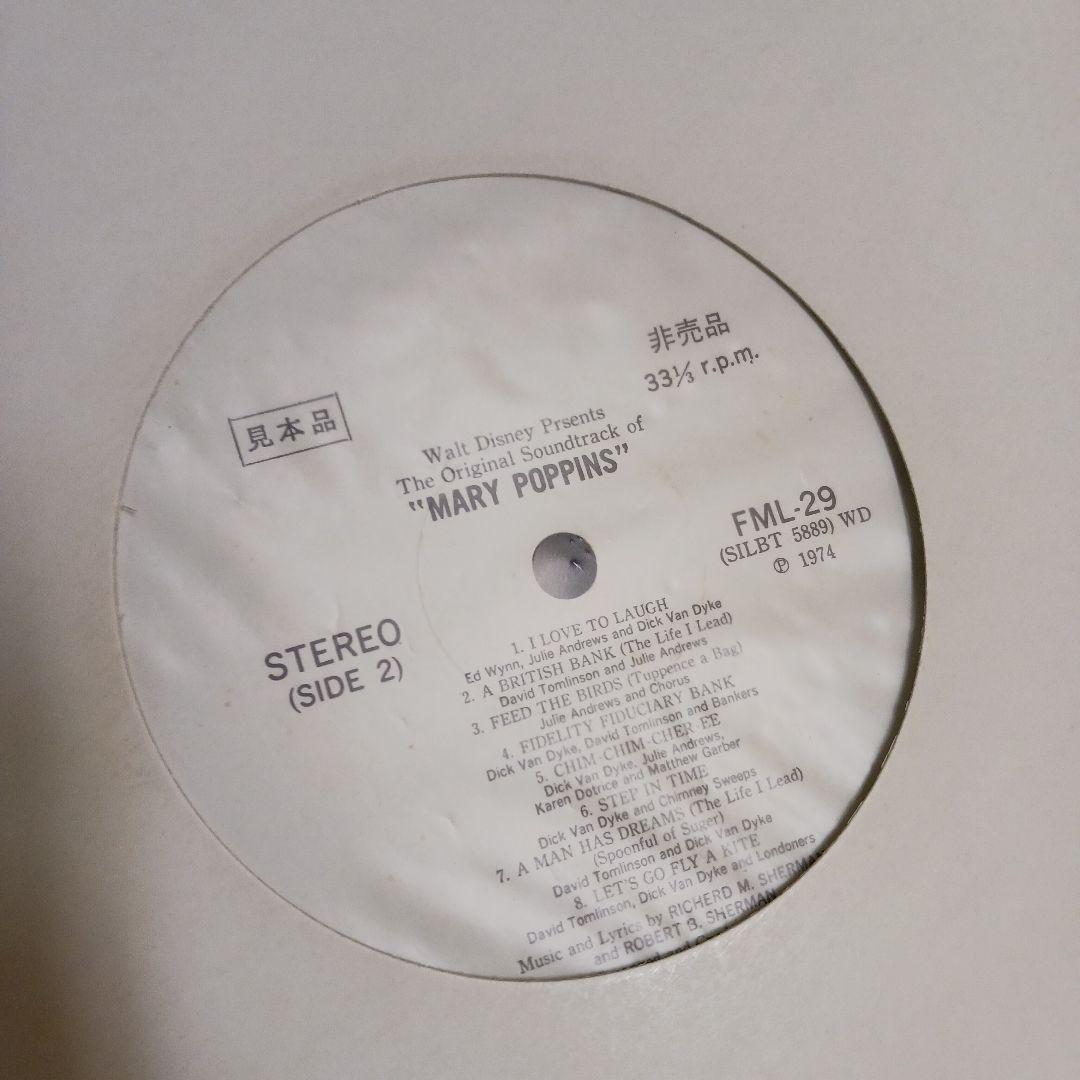 非売品
33⅓ r.p.m.
見本品
Walt Disney Prsents
The Original Soundtrack of
"MARY POPPINS"
FML-29
(SILBT 5889) WD
Ⓟ 1974
STEREO
(SIDE 2)
1. I LOVE TO LAUGH
Ed Wynn, Julie Andrews and Dick Van Dyke
2. A BRITISH BANK (The Life I Lead)
David Tomlinson and Julie Andrews
3. FEED THE BIRDS (Tuppence a Bag)
Julie Andrews and Chorus
4. FIDELITY FIDUCIARY BANK
Dick Van Dyke, David Tomlinson and Bankers
5. CHIM-CHIM-CHER-EE
Dick Van Dyke, Julie Andrews,
Karen Dotrice and Matthew Garber
6. STEP IN TIME
Dick Van Dyke and Chimney Sweeps
7. A MAN HAS DREAMS (The Life I Lead)
(Spoonful of Suger)
David Tomlinson and Dick Van Dyke
8. LET'S GO FLY A KITE
David Tomlinson, Dick Van Dyke and Londoners
Music and Lyrics by RICHERD M. SHERMAN
and ROBERT B. SHERMAN